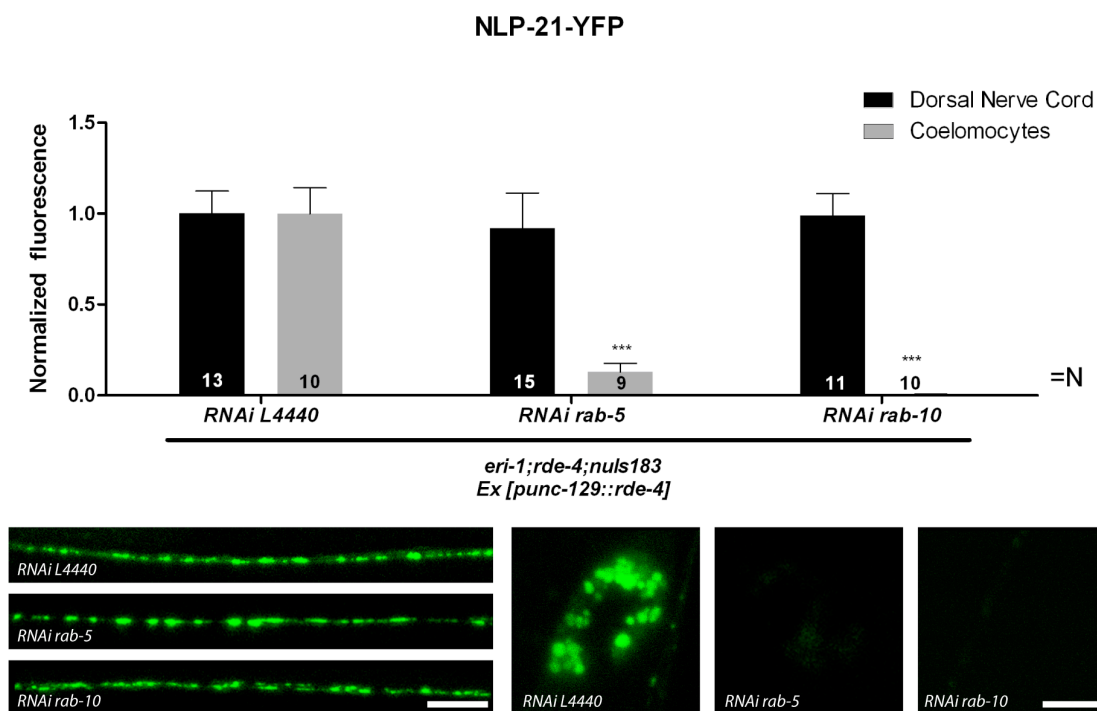 NLP-21-YFP
Dorsal Nerve Cord
Coelomocytes
Normalized fluorescence
1.5
1.0
0.5
0.0
***
***
13
10
15
9
11
10
=N
RNAi L4440
RNAi rab-5
RNAi rab-10
eri-1;rde-4;nuIs183
Ex [punc-129::rde-4]
RNAi L4440
RNAi rab-5
RNAi rab-10
RNAi L4440
RNAi rab-5
RNAi rab-10